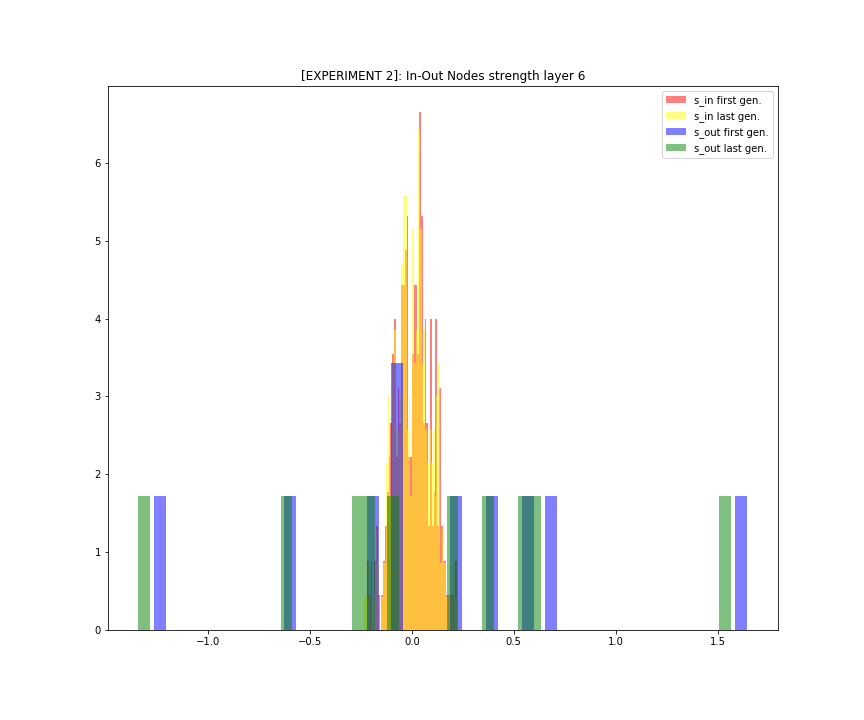 [EXPERIMENT 2]: In-Out Nodes strength layer 6
s_in first gen.
s_in last gen.
s_out first gen.
s_out last gen.
6
5
4
3
2
1
0
−1.0 −0.5 0.0 0.5 1.0 1.5